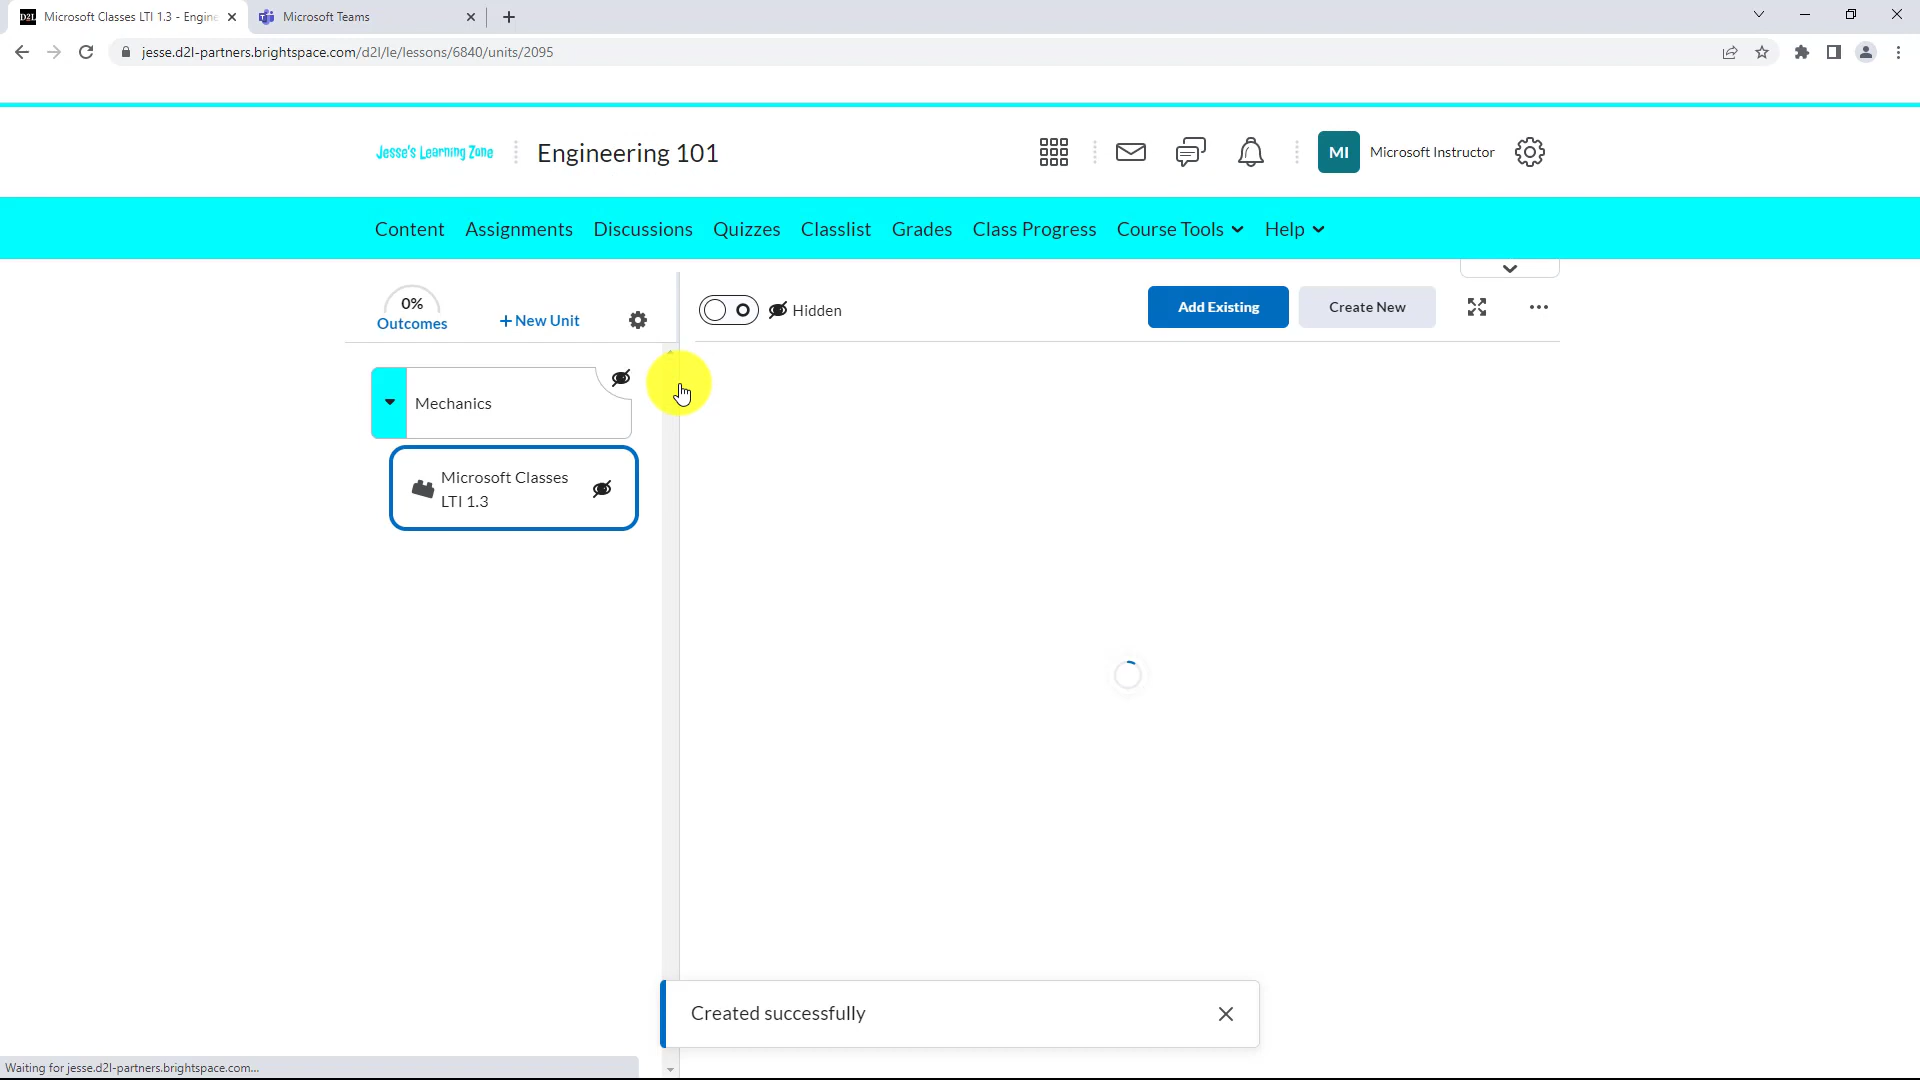 D2L Microsoft Classes LTI 1.3 - Engine
Microsoft Teams
jesse.d2l-partners.brightspace.com/d2l/le/lessons/6840/units/2095
Jesse's Learning Zone
Engineering 101
MI
Microsoft Instructor
Content
Assignments
Discussions
Quizzes
Classlist
Grades
Class Progress
Course Tools
Help
0%
Outcomes
+ New Unit
Hidden
Add Existing
Create New
Mechanics
Microsoft Classes
LTI 1.3
Created successfully
Waiting for jesse.d2l-partners.brightspace.com...